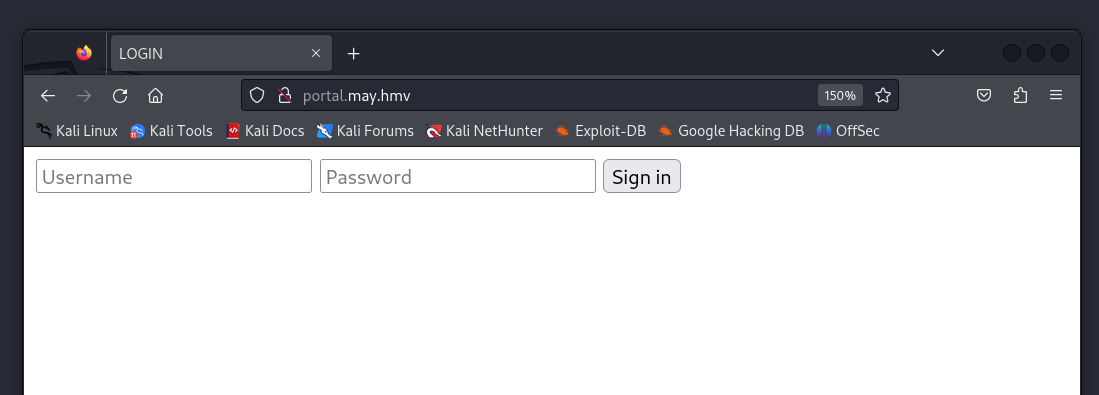 LOGIN
portal.may.hmv 150%
Kali Linux Kali Tools Kali Docs Kali Forums Kali NetHunter Exploit-DB Google Hacking DB OffSec
Username Password Sign in